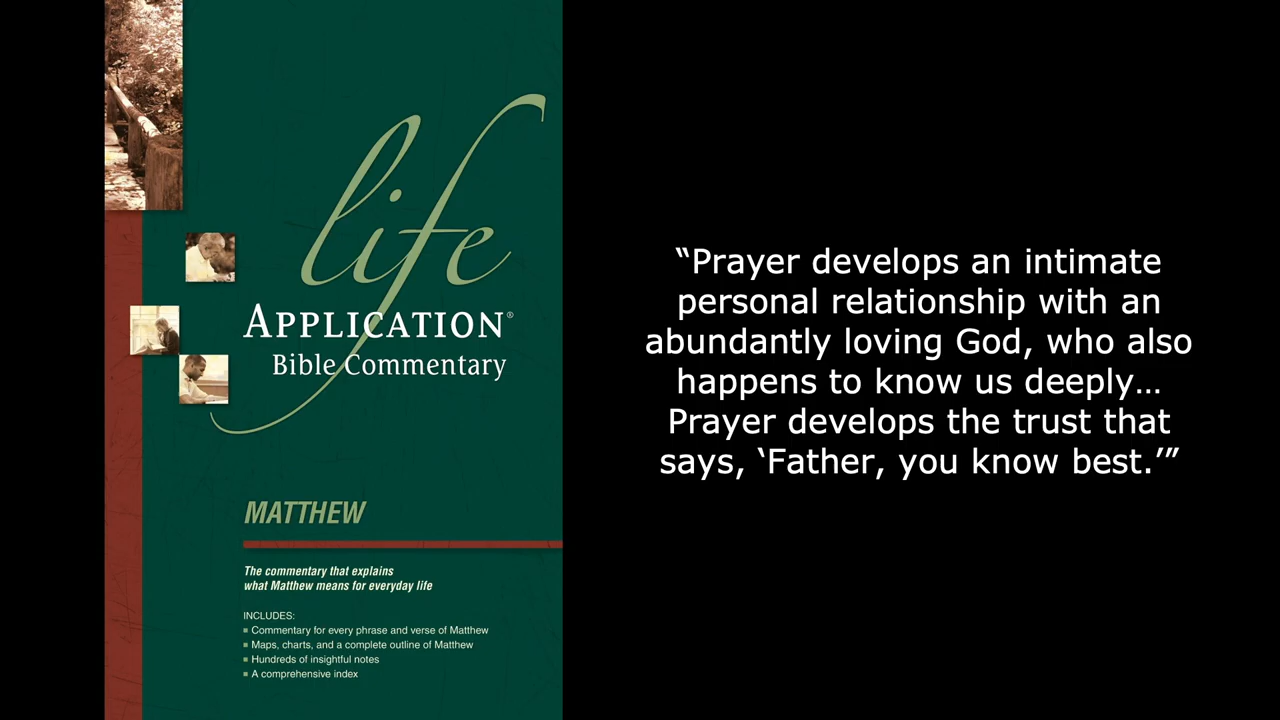 life
APPLICATION®
Bible Commentary
MATTHEW
The commentary that explains
what Matthew means for everyday life
INCLUDES:
▪ Commentary for every phrase and verse of Matthew
▪ Maps, charts, and a complete outline of Matthew
▪ Hundreds of insightful notes
▪ A comprehensive index
“Prayer develops an intimate
personal relationship with an
abundantly loving God, who also
happens to know us deeply…
Prayer develops the trust that
says, ‘Father, you know best.’”